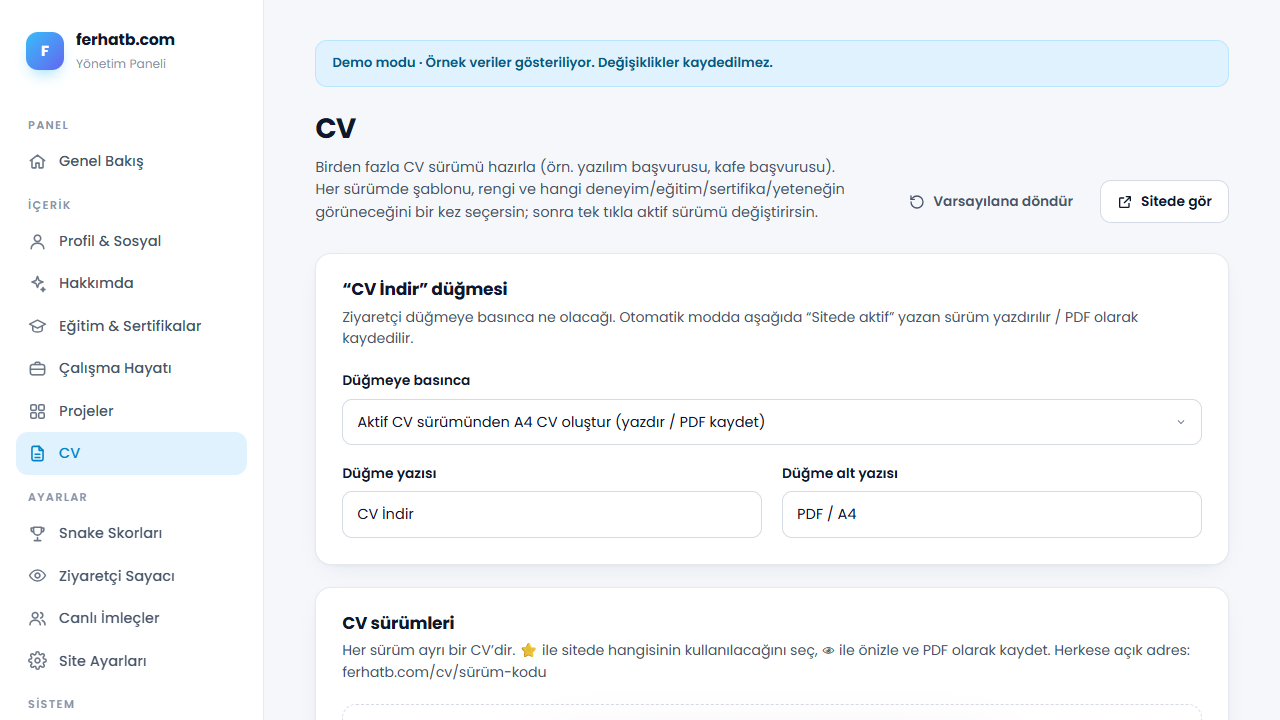 F
ferhatb.com
Yönetim Paneli
PANEL
Genel Bakış
İÇERİK
Profil & Sosyal
Hakkımda
Eğitim & Sertifikalar
Çalışma Hayatı
Projeler
CV
AYARLAR
Snake Skorları
Ziyaretçi Sayacı
Canlı İmleçler
Site Ayarları
SİSTEM
Demo modu · Örnek veriler gösteriliyor. Değişiklikler kaydedilmez.
CV
Birden fazla CV sürümü hazırla (örn. yazılım başvurusu, kafe başvurusu).
Her sürümde şablonu, rengi ve hangi deneyim/eğitim/sertifika/yeteneğin
görüneceğini bir kez seçersin; sonra tek tıkla aktif sürümü değiştirirsin.
Varsayılana döndür
Sitede gör
“CV İndir” düğmesi
Ziyaretçi düğmeye basınca ne olacağı. Otomatik modda aşağıda “Sitede aktif” yazan sürüm yazdırılır / PDF olarak
kaydedilir.
Düğmeye basınca
Aktif CV sürümünden A4 CV oluştur (yazdır / PDF kaydet)
Düğme yazısı
Düğme alt yazısı
CV İndir
PDF / A4
CV sürümleri
Her sürüm ayrı bir CV’dir. ⭐ ile sitede hangisinin kullanılacağını seç, 👁 ile önizle ve PDF olarak kaydet. Herkese açık adres:
ferhatb.com/cv/sürüm-kodu